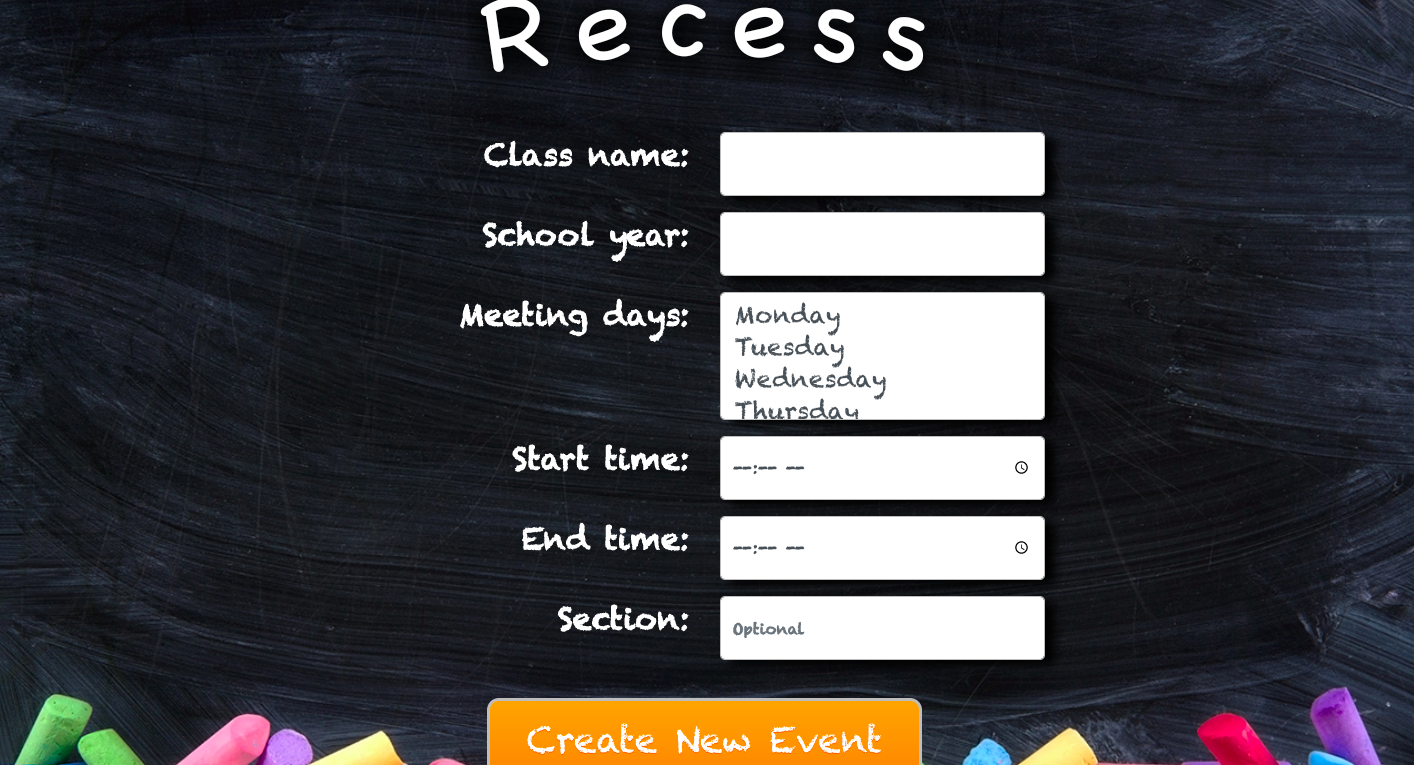 Recess
Class name:
School year:
Meeting days:
Monday
Tuesday
Wednesday
Thursday
Start time:
--:-- --
End time:
--:-- --
Section:
Optional
Create New Event